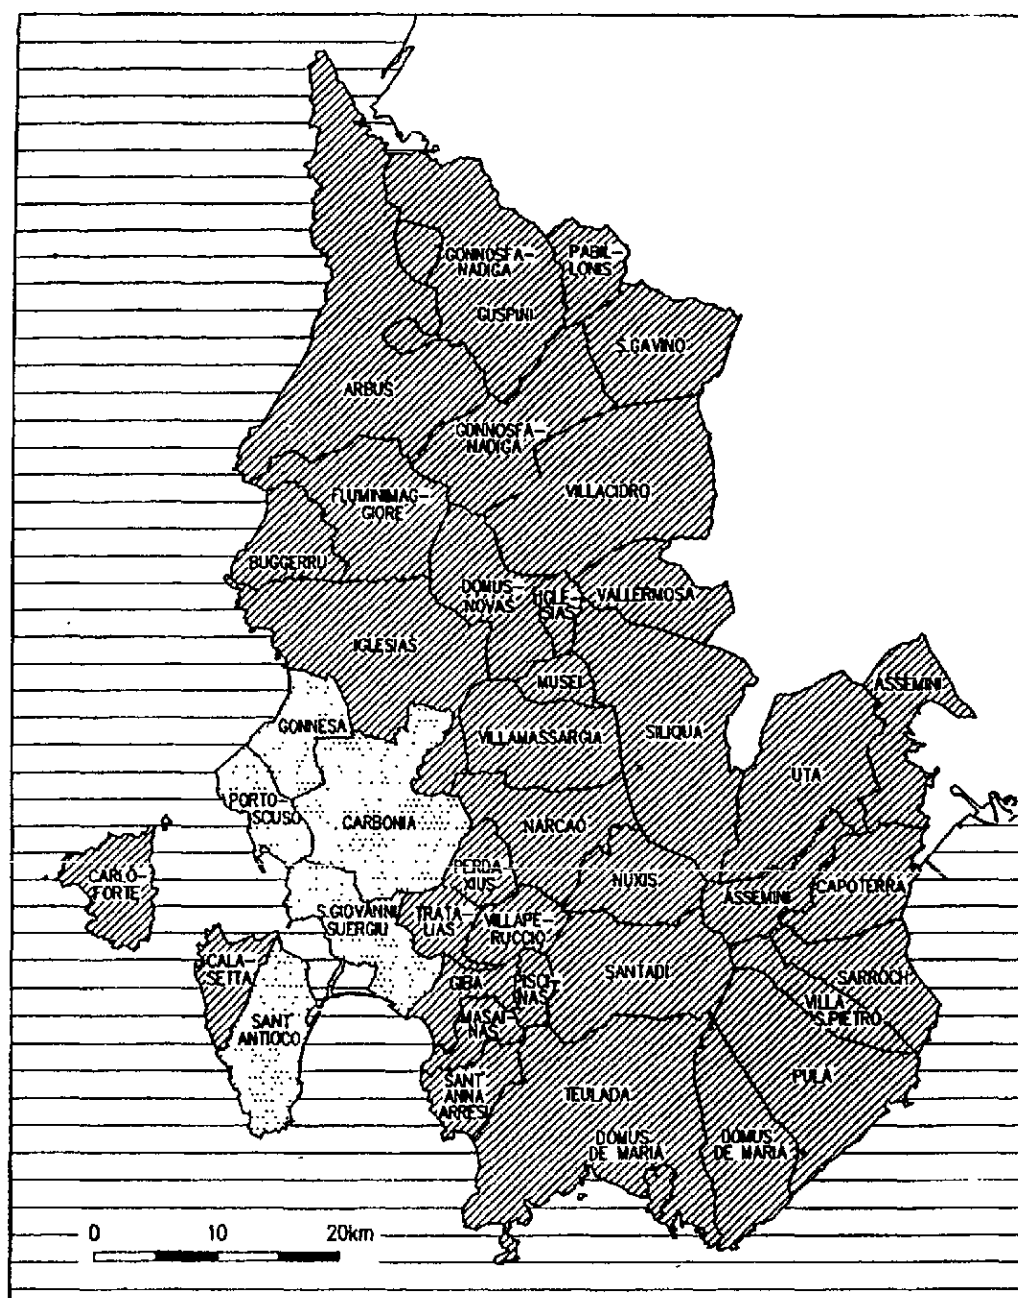 GONNOSFA-
NADIGA
PABIL-
LONIS
GUSPINI
S.GAVINO
ARBUS
GONNOSFA-
NADIGA
FLUMINIMAG-
GIORE
VILLACIDRO
BUGGERRU
DOMUS-
NOVAS
IGLE-
SIAS
VALLERMOSA
IGLESIAS
MUSEI
ASSEMINI
GONNESA
VILLAMASSARGIA
SILIQUA
UTA
PORTO-
SCUSO
CARBONIA
NARCAO
CARLO-
FORTE
PERDA
XIUS
NUXIS
ASSEMINI
CAPOTERRA
S.GIOVANNI
SUERGIU
TRATA-
LIAS
VILLAPE-
RUCCIO
CALA-
SETTA
GIBA
PISC
INAS
SANTADI
SARROCH
VILLA
S.PIETRO
SANT
ANTIOCO
MASAI-
NAS
PULA
SANT
ANNA
ARRESI
TEULADA
DOMUS
DE MARIA
DOMUS
DE MARIA
0 10 20km